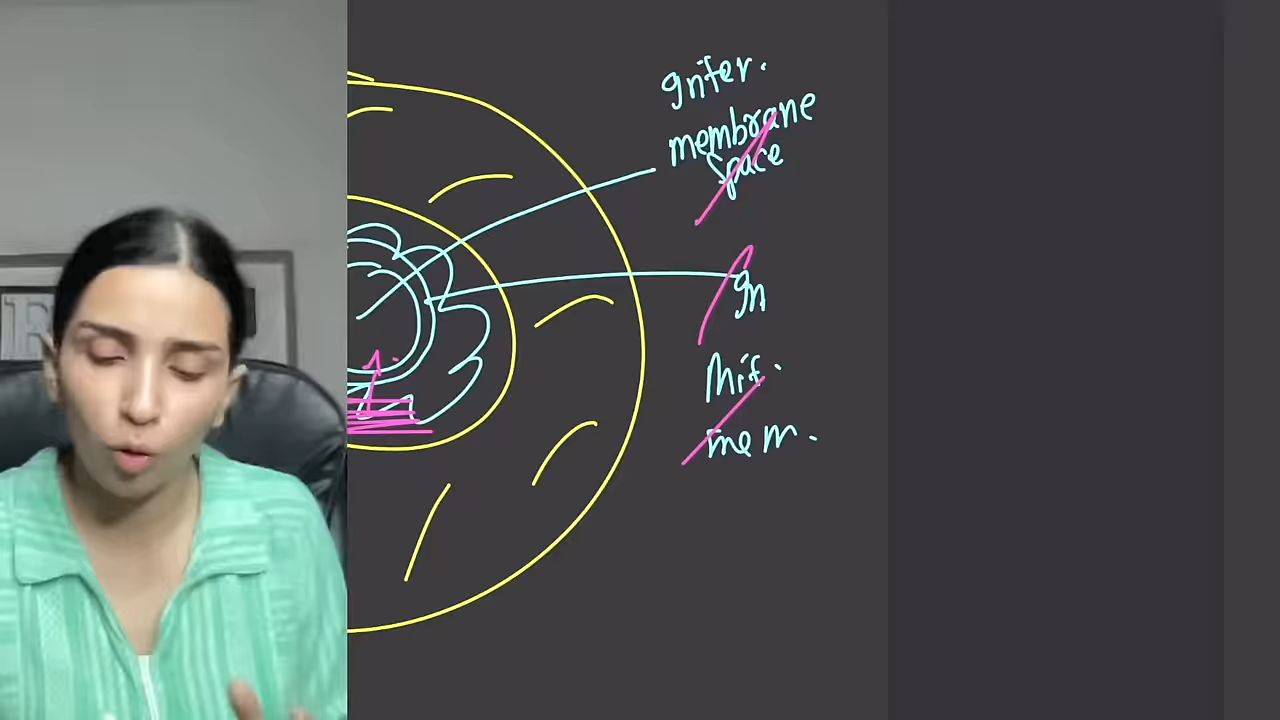 Inter.
membrane
space
In
Mit.
mem.